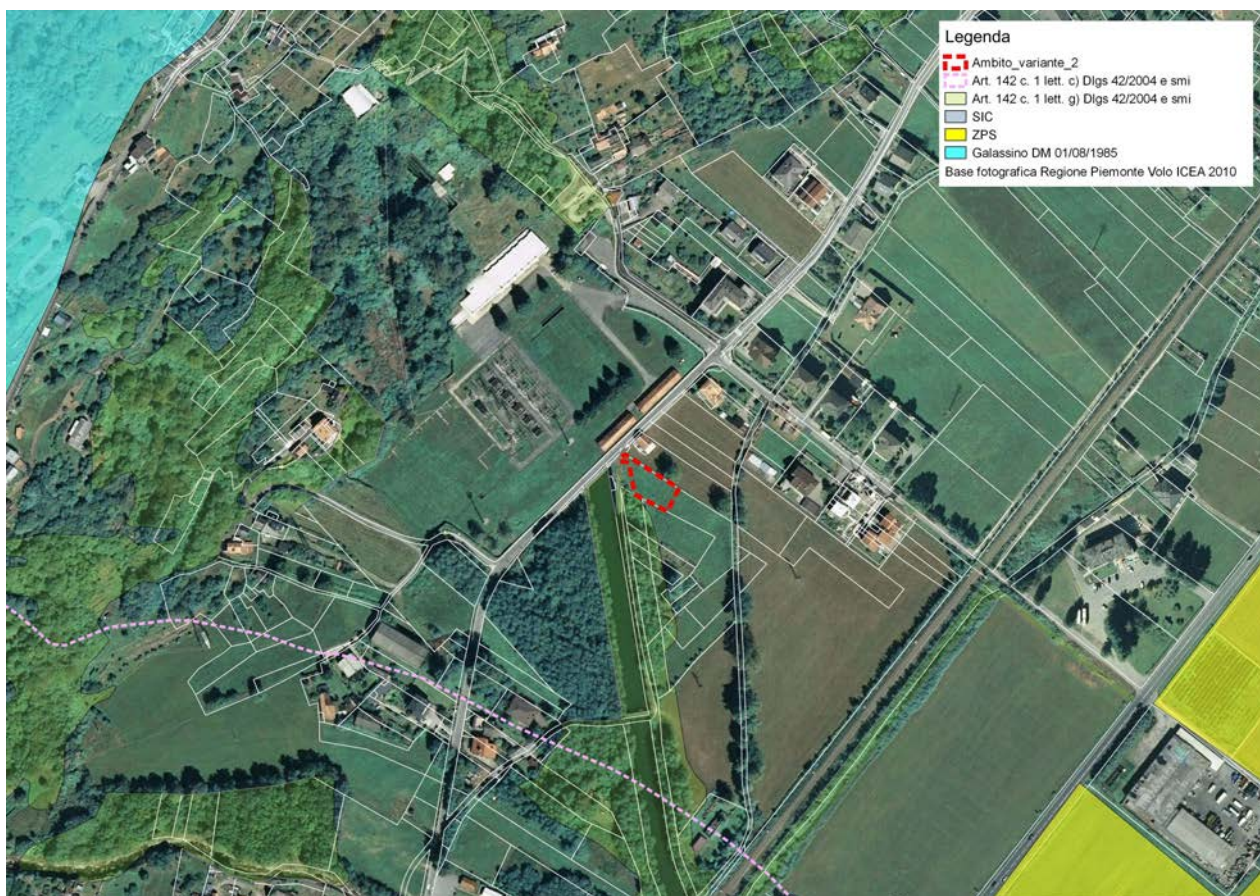 Legenda
Ambito_variante_2
Art. 142 c. 1 lett. c) Dlgs 42/2004 e smi
Art. 142 c. 1 lett. g) Dlgs 42/2004 e smi
SIC
ZPS
Galassino DM 01/08/1985
Base fotografica Regione Piemonte Volo ICEA 2010